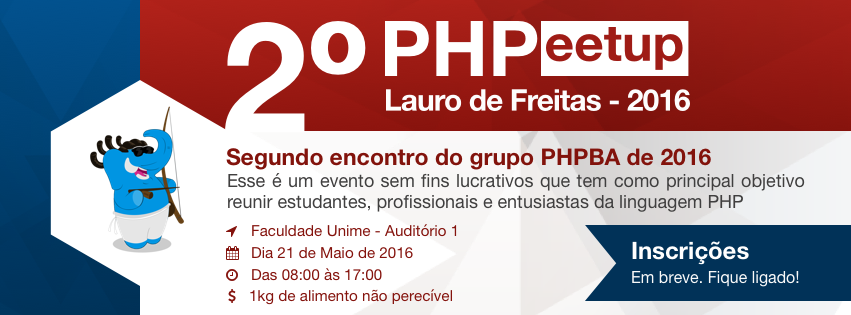 2º PHPeetup
Lauro de Freitas - 2016
Segundo encontro do grupo PHPBA de 2016
Esse é um evento sem fins lucrativos que tem como principal objetivo
reunir estudantes, profissionais e entusiastas da linguagem PHP
Faculdade Unime - Auditório 1
Dia 21 de Maio de 2016
Das 08:00 às 17:00
$ 1kg de alimento não perecível
Inscrições
Em breve. Fique ligado!